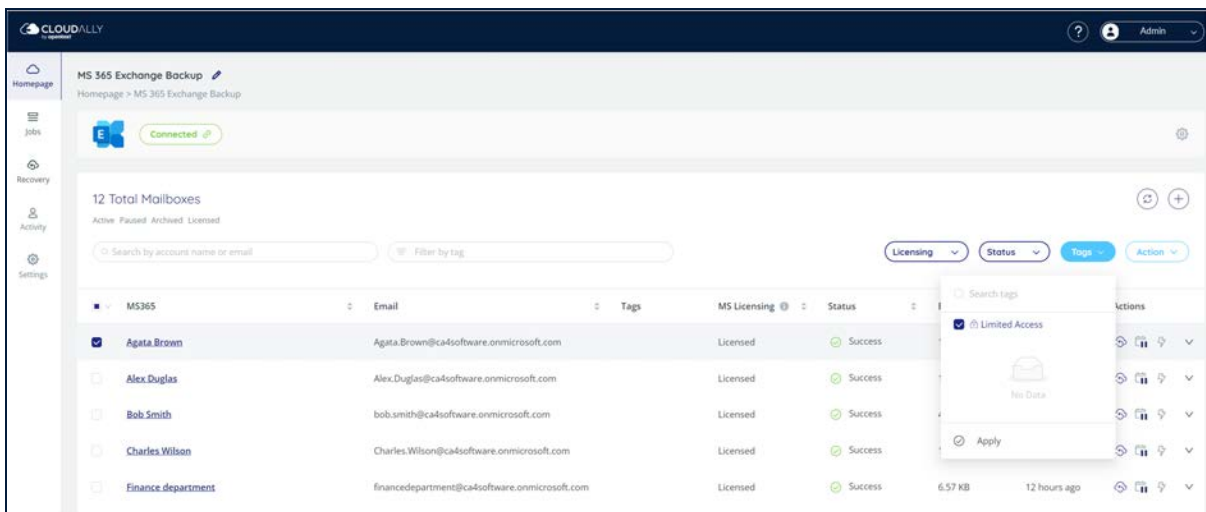 CLOUDALLY
by opentext
? Admin
Homepage
Jobs
Recovery
Activity
Settings
MS 365 Exchange Backup
Homepage > MS 365 Exchange Backup
E Connected
12 Total Mailboxes
Active Paused Archived Licensed
Search by account name or email Filter by tag Licensing Status Tags Action
MS365 Email Tags MS Licensing Status Actions
Search tags
Limited Access
No Data
Apply
Agata Brown Agata.Brown@ca4software.onmicrosoft.com Licensed Success
Alex Duglas Alex.Duglas@ca4software.onmicrosoft.com Licensed Success
Bob Smith bob.smith@ca4software.onmicrosoft.com Licensed Success
Charles Wilson Charles.Wilson@ca4software.onmicrosoft.com Licensed Success
Finance department financedepartment@ca4software.onmicrosoft.com Licensed Success 6.57 KB 12 hours ago